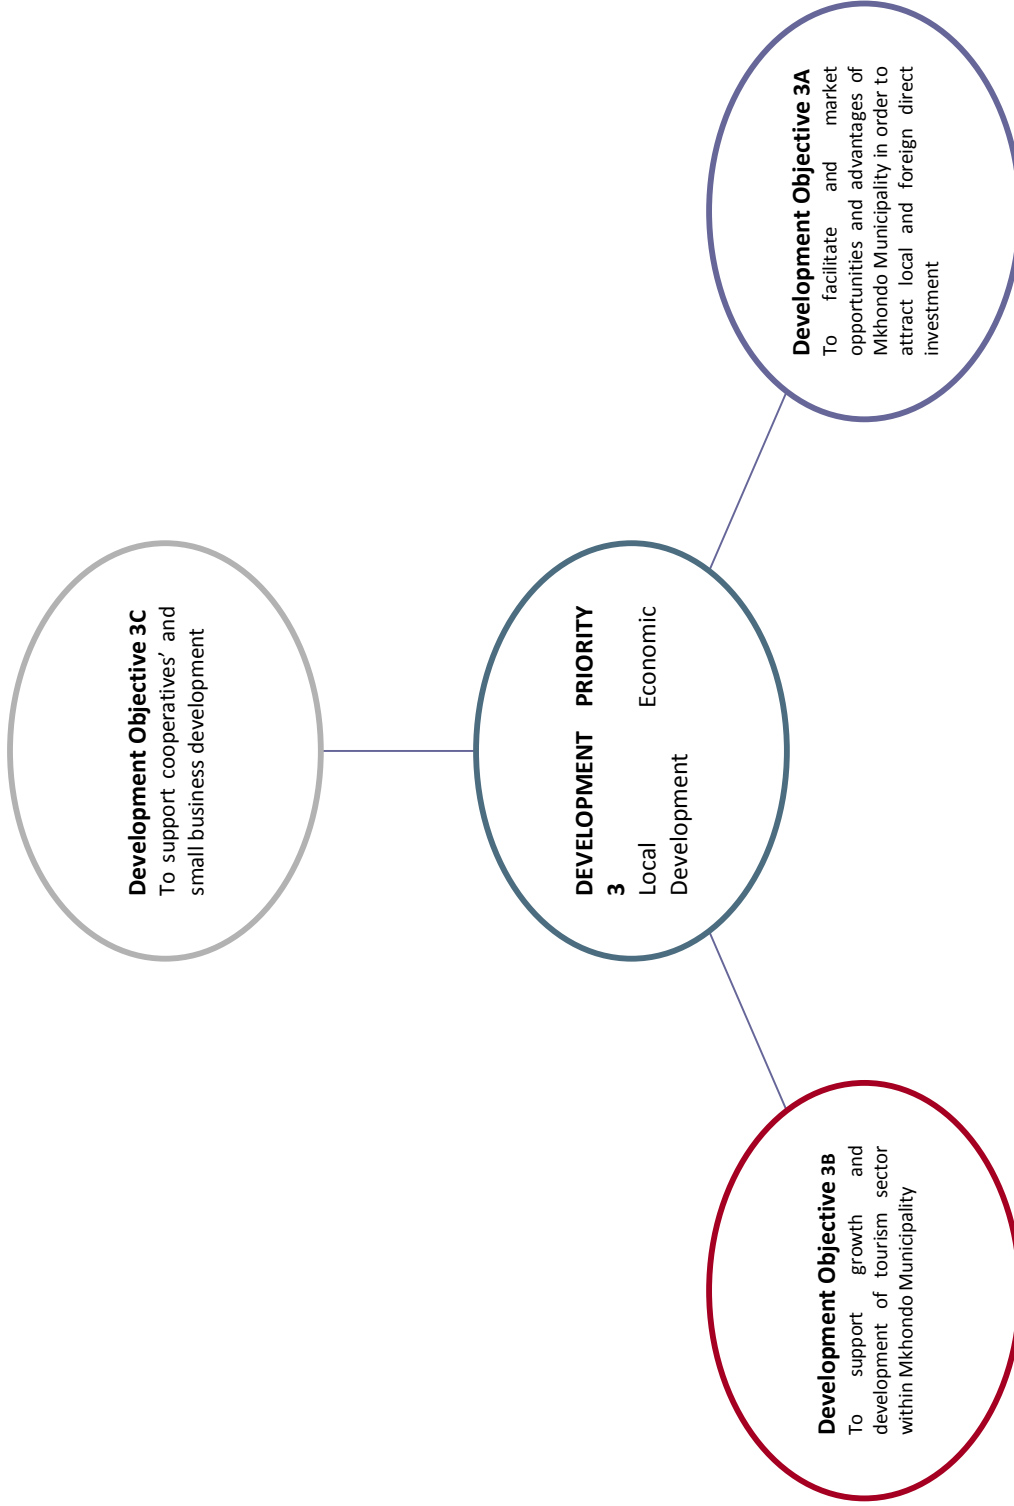 Development Objective 3C
To support cooperatives’ and
small business development
DEVELOPMENT PRIORITY
3
Local Economic
Development
Development Objective 3B
To support growth and
development of tourism sector
within Mkhondo Municipality
Development Objective 3A
To facilitate and market
opportunities and advantages of
Mkhondo Municipality in order to
attract local and foreign direct
investment